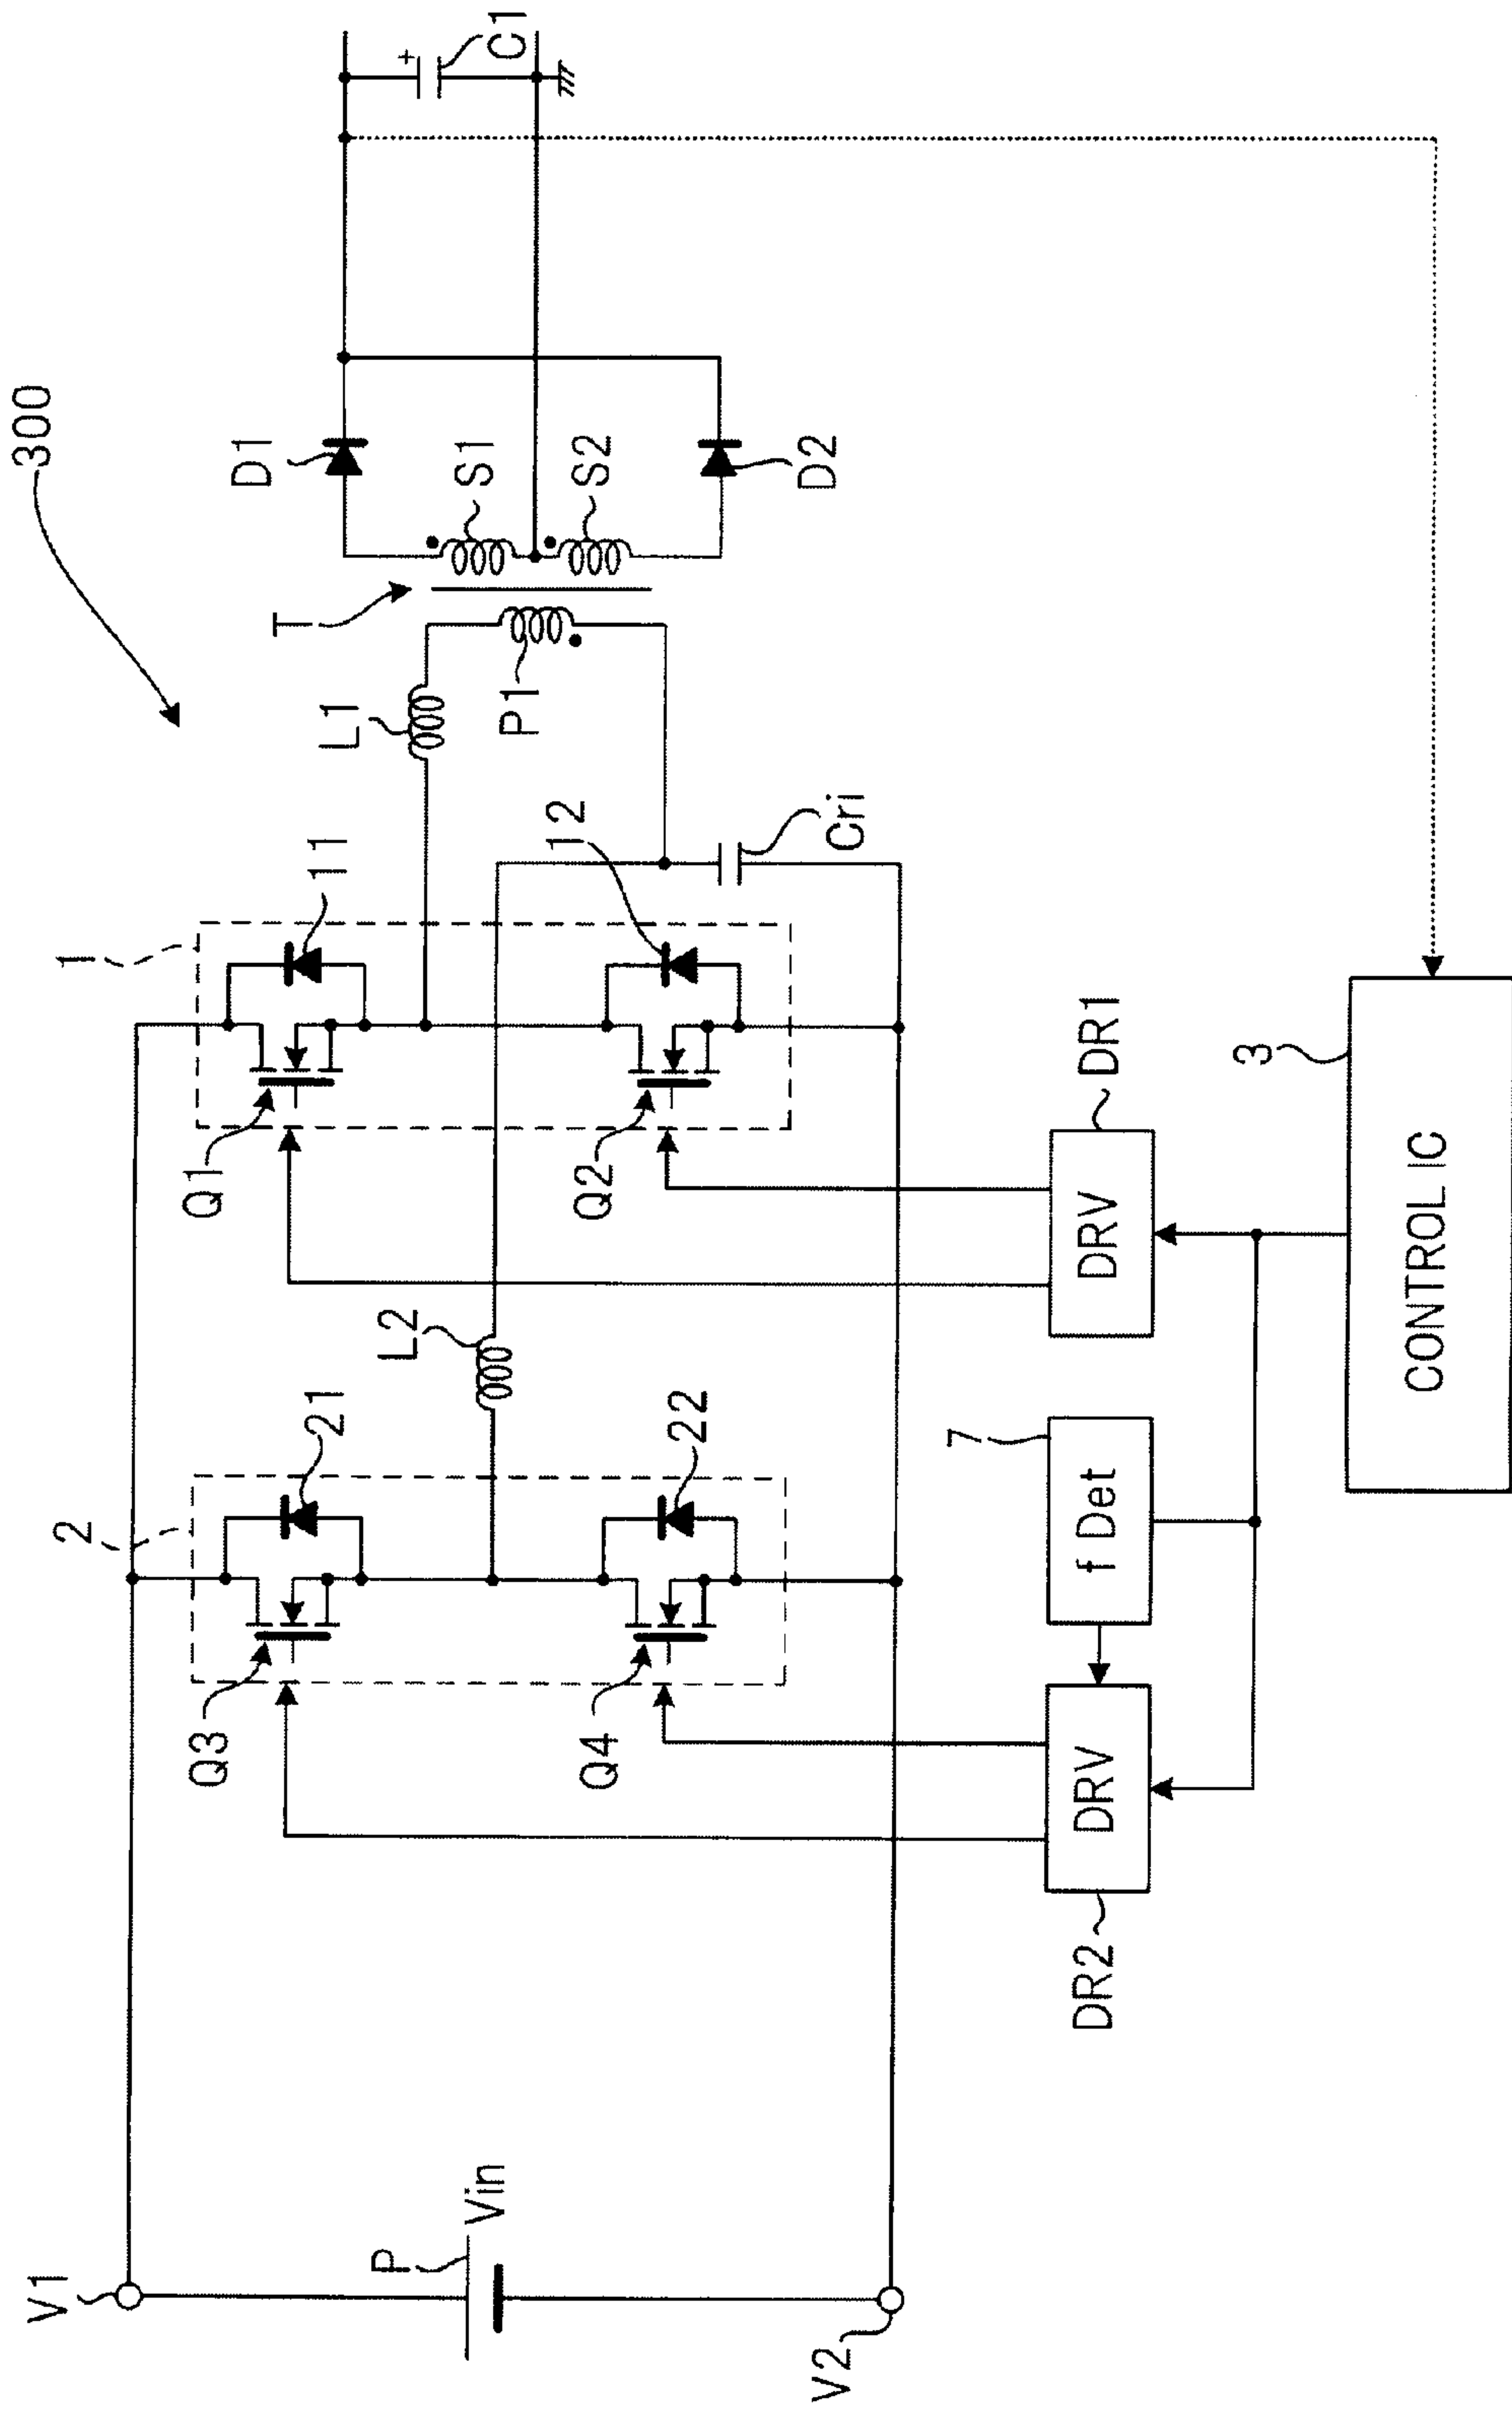 300
V1
P
Vin
V2
2
21
22
Q3
Q4
L2
1
11
12
Q1
Q2
Cri
L1
T
P1
S1
S2
D1
D2
+
C1
DR2
DRV
7
f Det
DR1
DRV
3
CONTROL IC